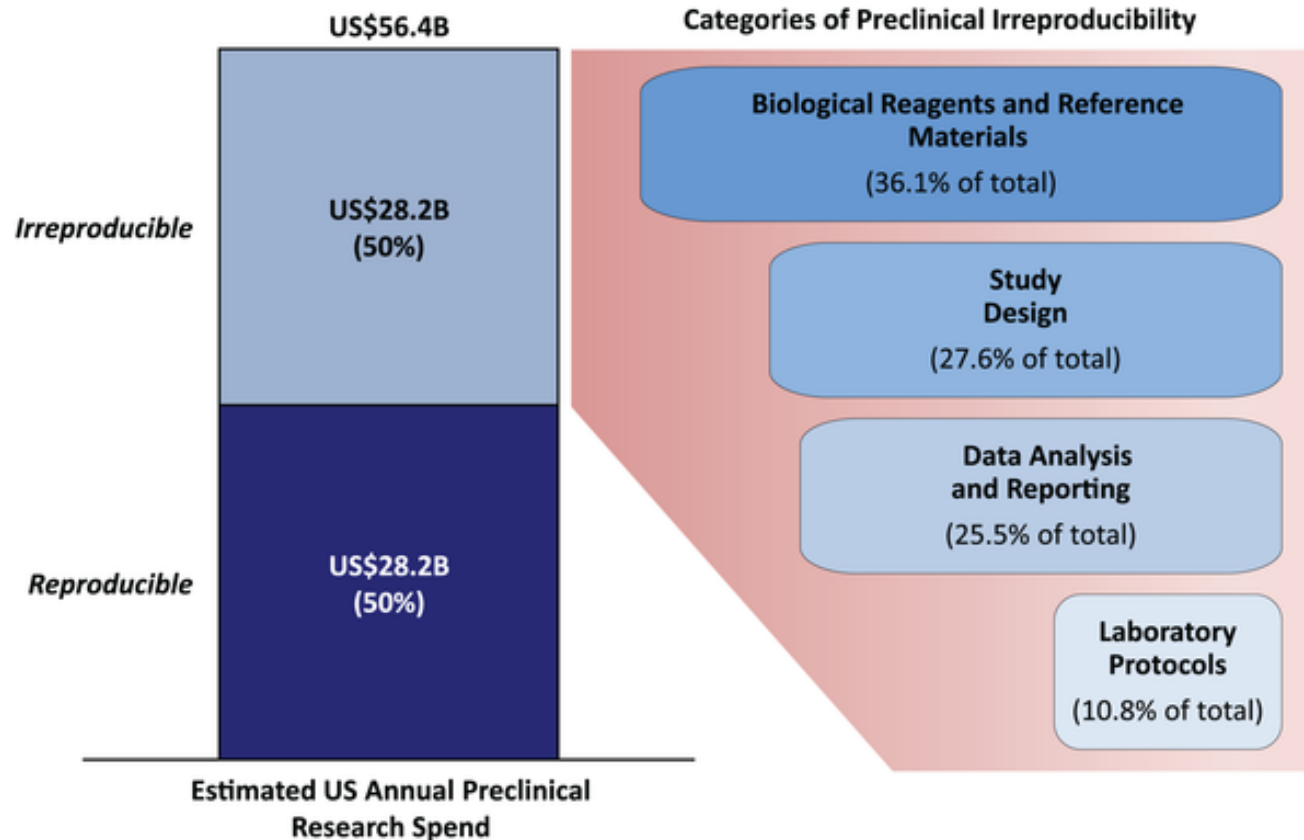 US$56.4B
Irreproducible
US$28.2B
(50%)
Reproducible
US$28.2B
(50%)
Estimated US Annual Preclinical
Research Spend
Categories of Preclinical Irreproducibility
Biological Reagents and Reference
Materials
(36.1% of total)
Study
Design
(27.6% of total)
Data Analysis
and Reporting
(25.5% of total)
Laboratory
Protocols
(10.8% of total)